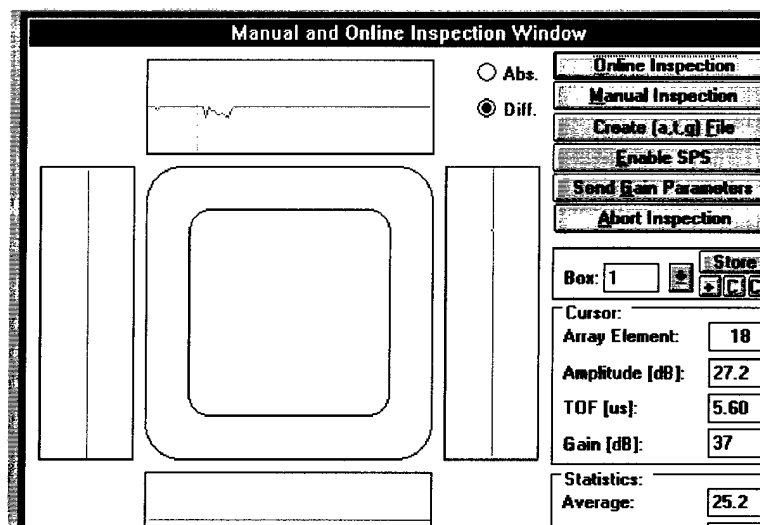 Manual and Online Inspection Window
Abs.
Diff.
Online Inspection
Manual Inspection
Create (a,t,g) File
Enable SPS
Send Gain Parameters
Abort Inspection
Box: 1
Store
+ C C
Cursor:
Array Element: 18
Amplitude [dB]: 27.2
TOF [us]: 5.60
Gain [dB]: 37
Statistics:
Average: 25.2